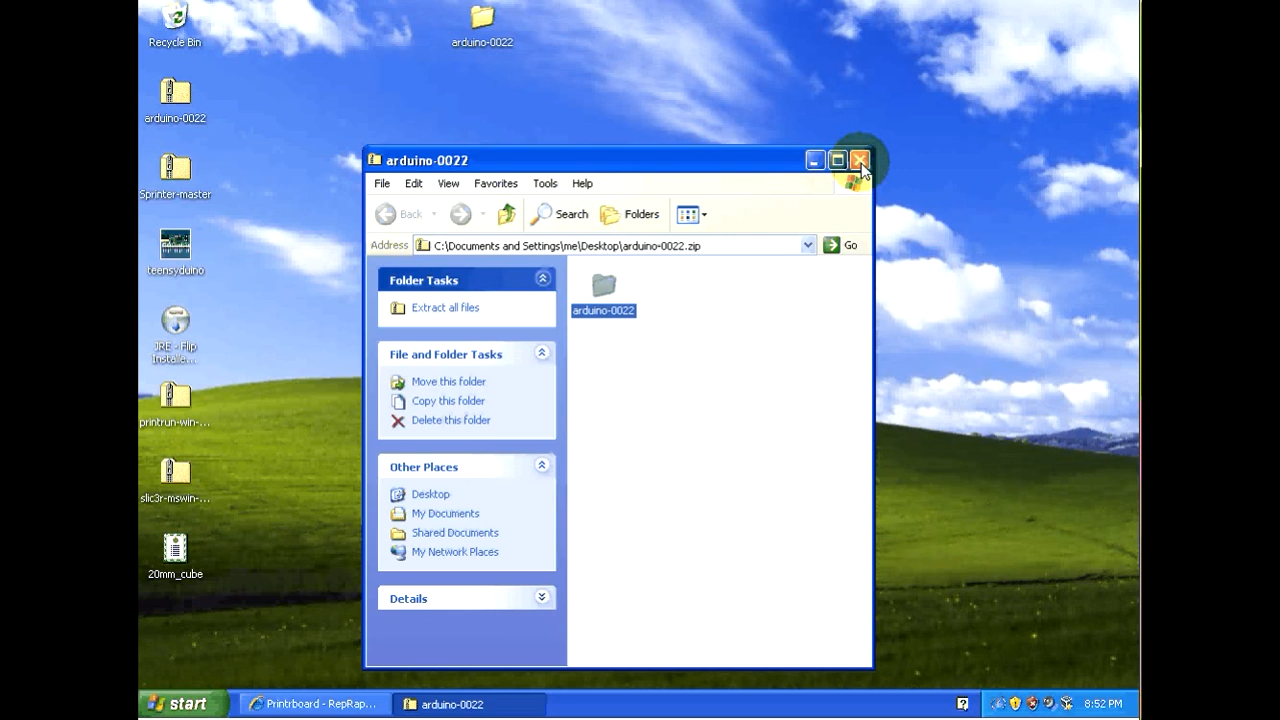 Recycle Bin
arduino-0022
arduino-0022
Sprinter-master
teensyduino
JRE - Flip
Installe...
printrun-win-...
slic3r-mswin-...
20mm_cube
arduino-0022
File Edit View Favorites Tools Help
Back Search Folders
Address C:\Documents and Settings\me\Desktop\arduino-0022.zip Go
Folder Tasks
Extract all files
File and Folder Tasks
Move this folder
Copy this folder
Delete this folder
Other Places
Desktop
My Documents
Shared Documents
My Network Places
Details
arduino-0022
start Printrboard - RepRap... arduino-0022 ? 8:52 PM